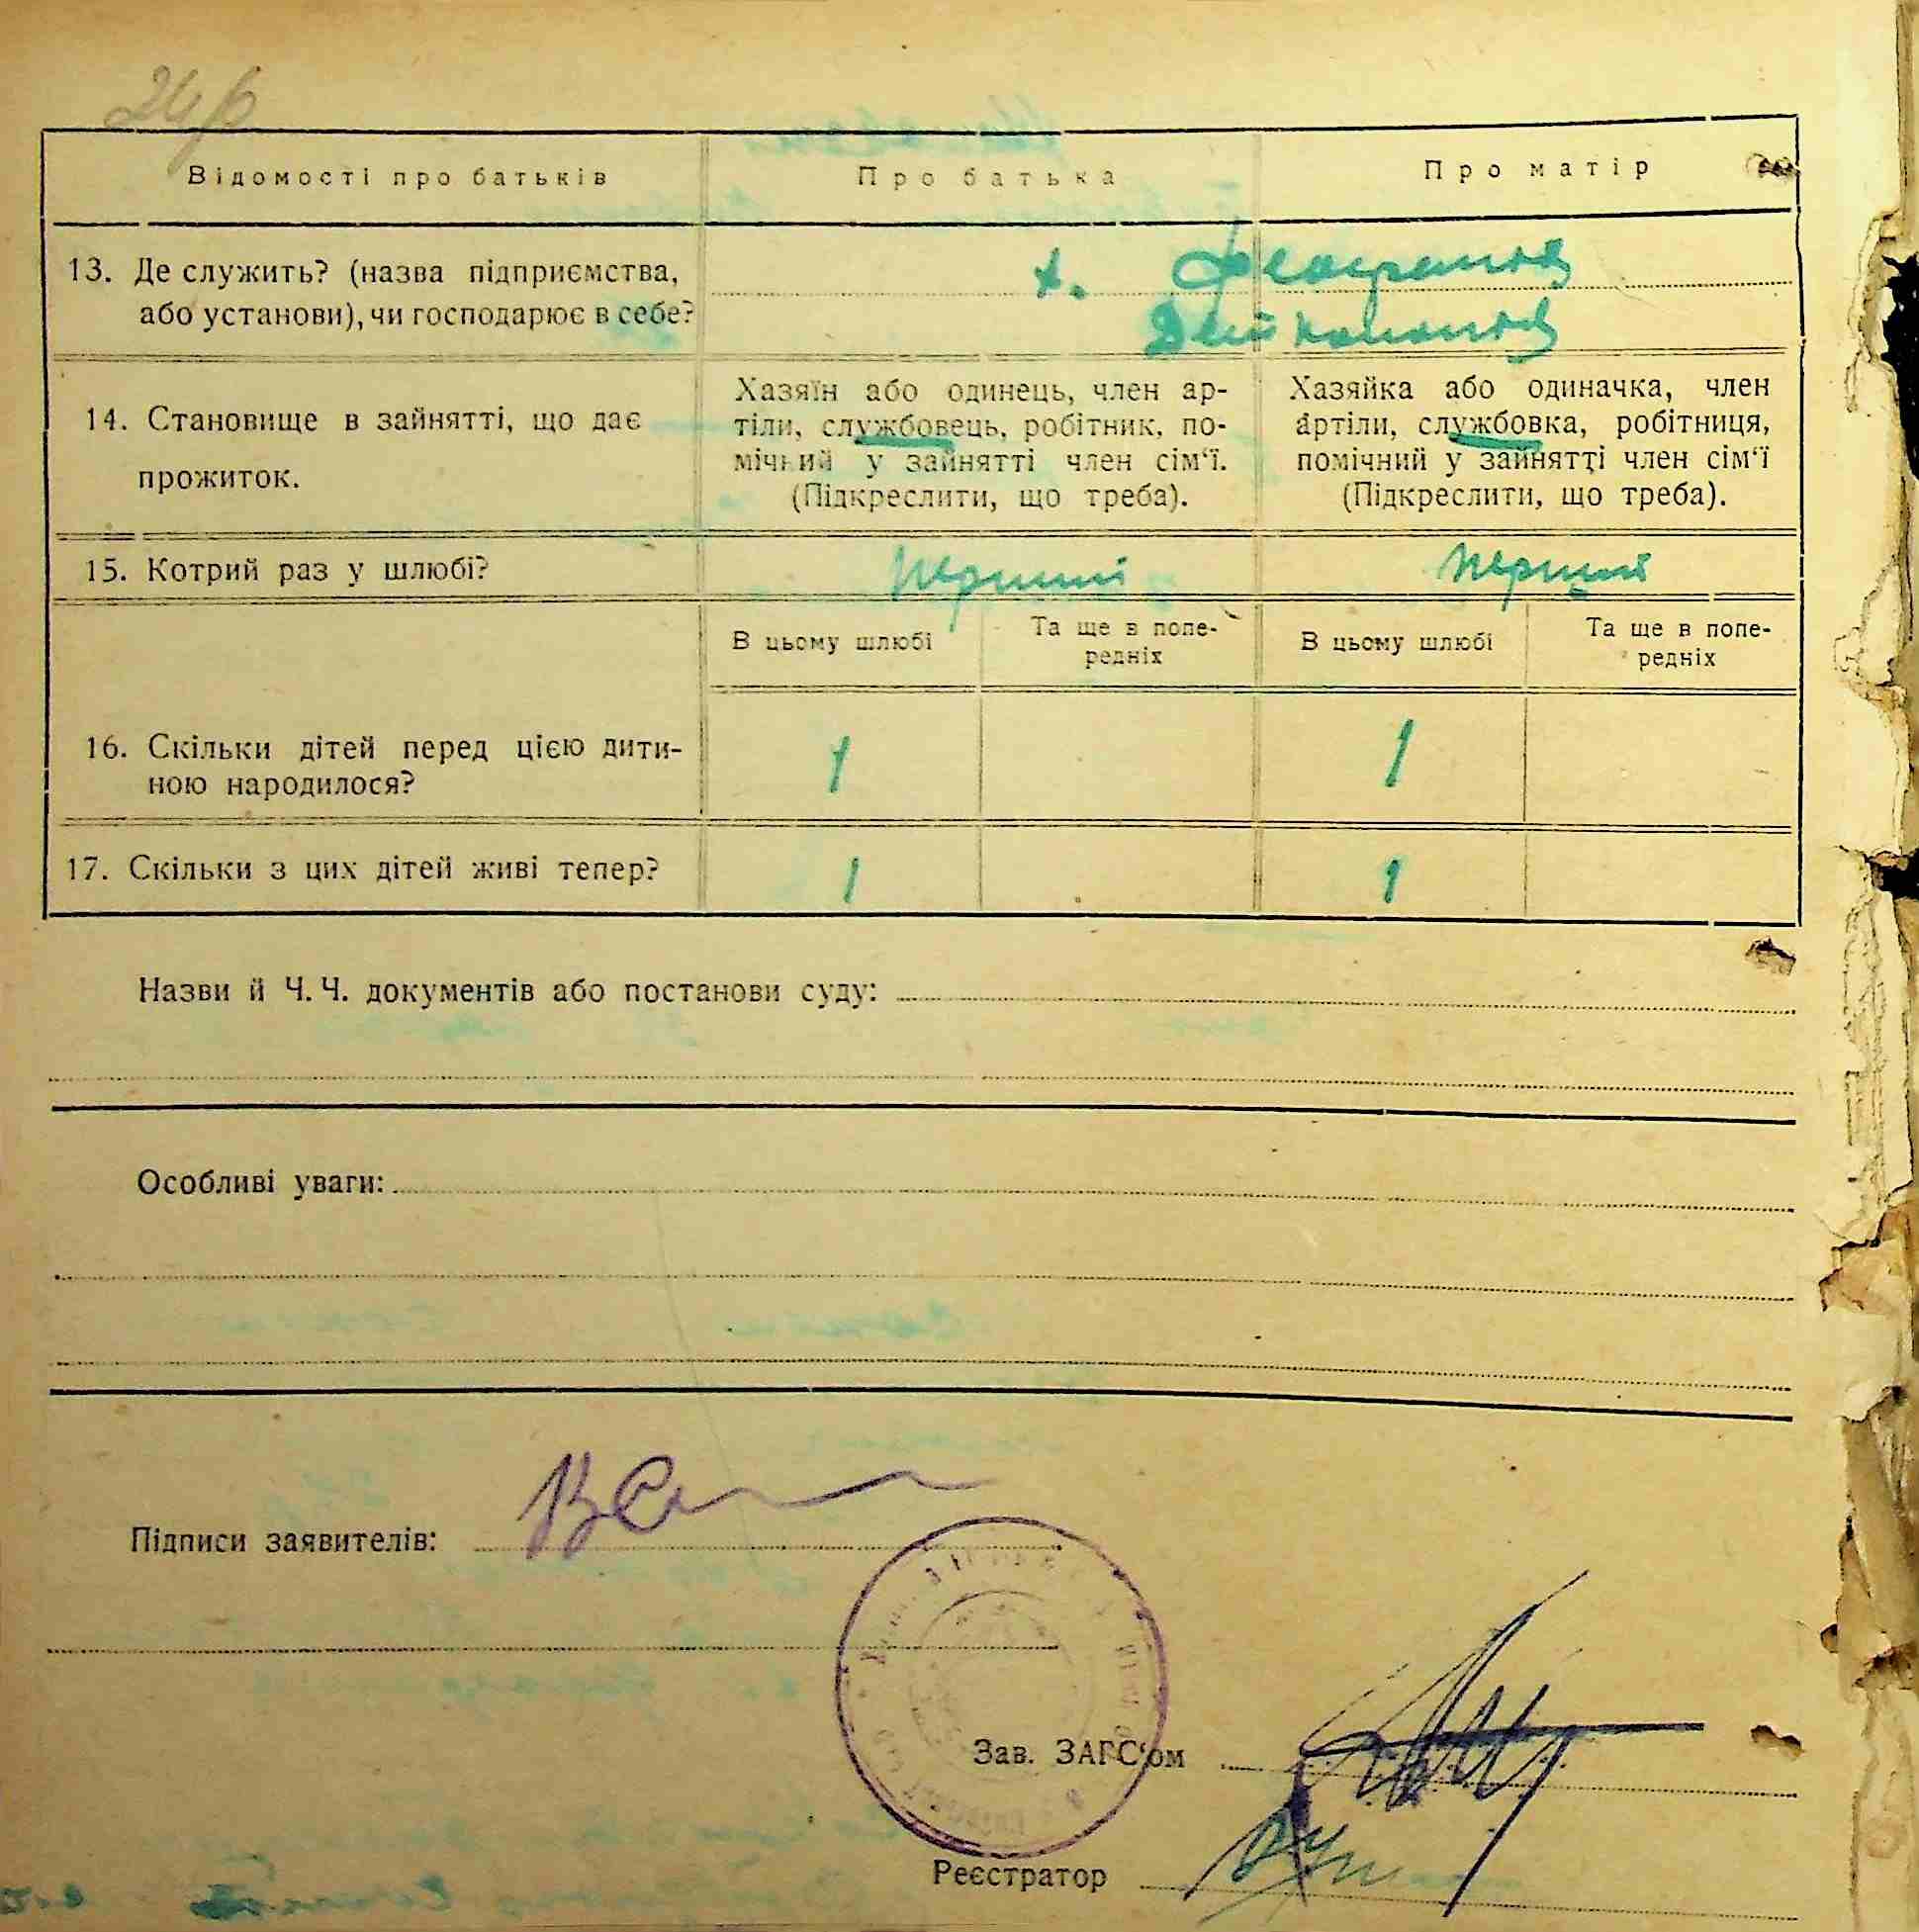 24 р
Відомості про батьків
Про батька
Про матір
13. Де служить? (назва підприємства,
або установи), чи господарює в себе?
х.
14. Становище в зайнятті, що дає
прожиток.
Хазяїн або одинець, член ар-
тіли, службовець, робітник, по-
мічний у зайнятті член сім‘ї.
(Підкреслити, що треба).
Хазяйка або одиначка, член
артіли, службовка, робітниця,
помічний у зайнятті член сім‘ї
(Підкреслити, що треба).
15. Котрий раз у шлюбі?
перший
перший
В цьому шлюбі
Та ще в попе-
редніх
В цьому шлюбі
Та ще в попе-
редніх
16. Скільки дітей перед цією дити-
ною народилося?
1
1
17. Скільки з цих дітей живі тепер?
1
1
Назви й Ч. Ч. документів або постанови суду:
Особливі уваги:
Підписи заявителів:
Зав. ЗАГС‘ом
Реєстратор